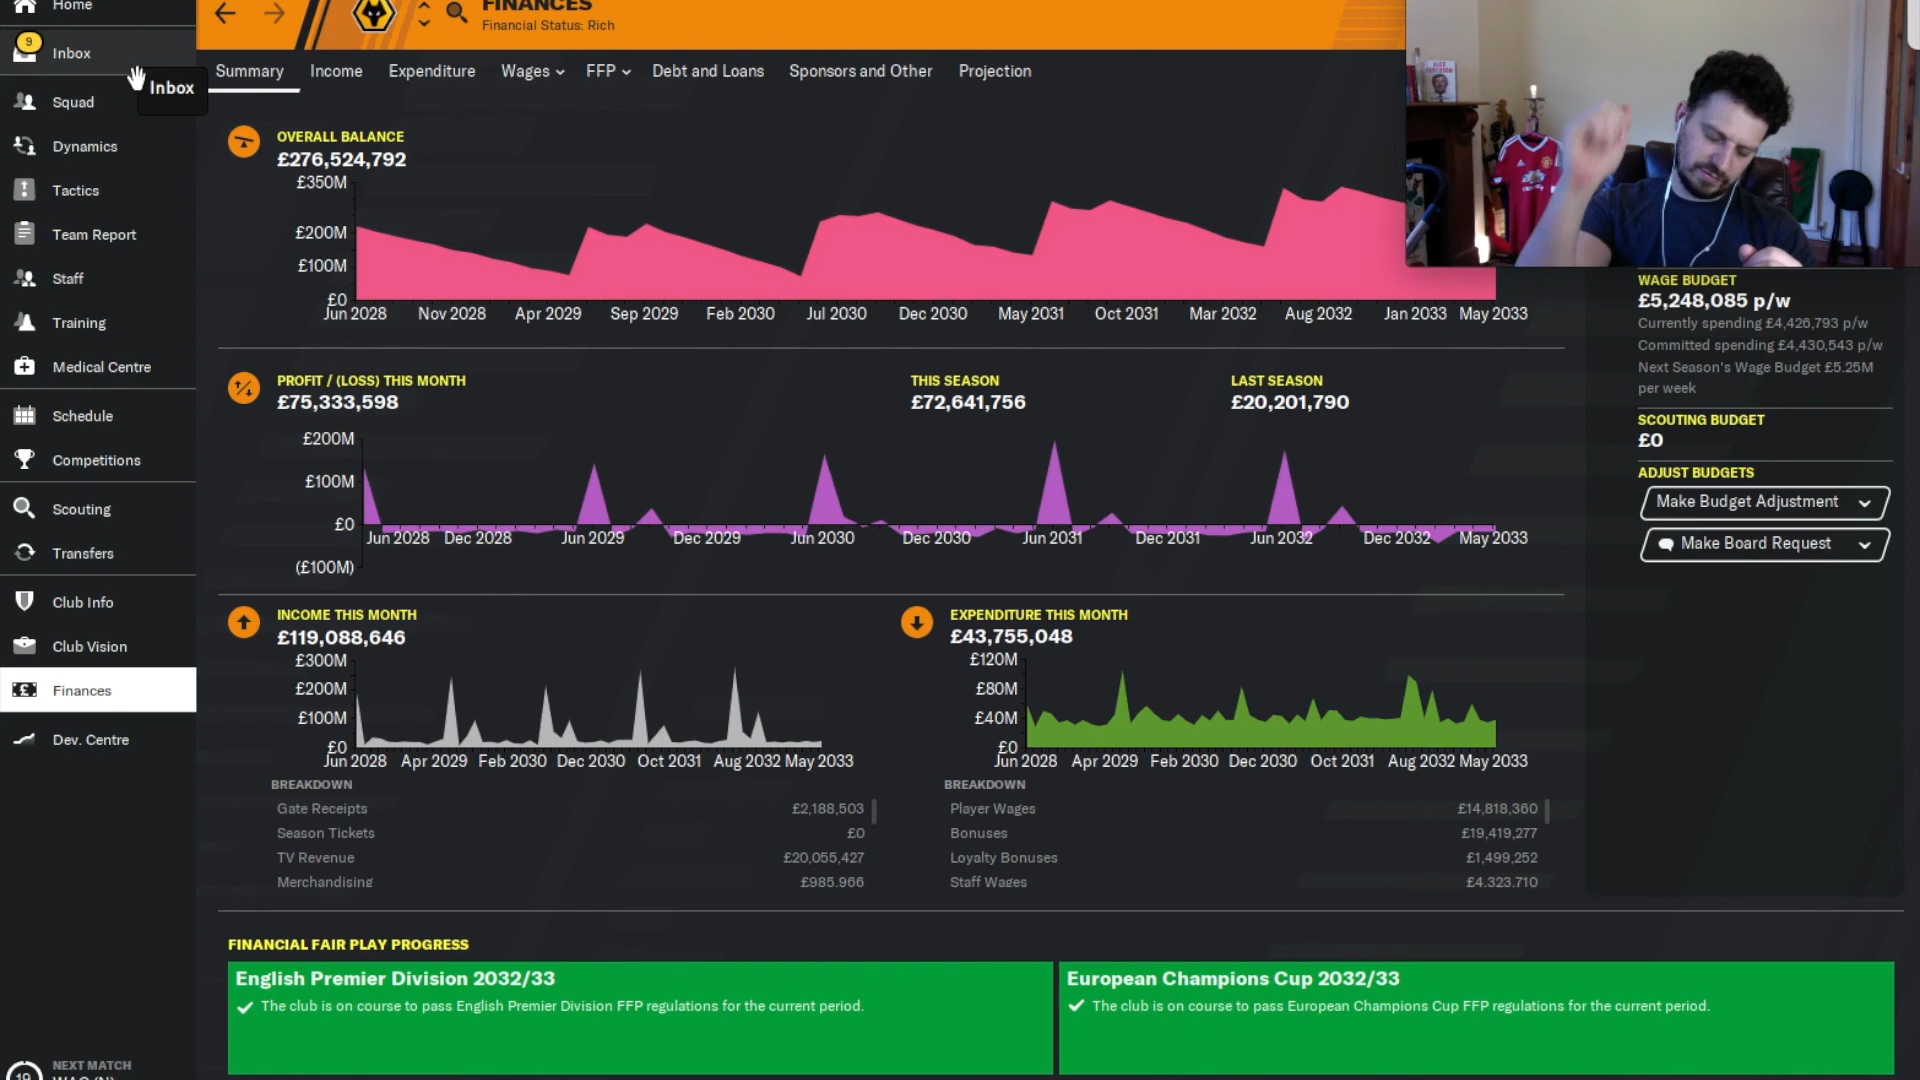 Home
FINANCES
Financial Status: Rich
9
Inbox
Inbox
Squad
Dynamics
Tactics
Team Report
Staff
Training
Medical Centre
Schedule
Competitions
Scouting
Transfers
Club Info
Club Vision
Finances
Dev. Centre
NEXT MATCH
19
Summary Income Expenditure Wages FFP Debt and Loans Sponsors and Other Projection
OVERALL BALANCE
£276,524,792
£350M
£200M
£100M
£0
Jun 2028 Nov 2028 Apr 2029 Sep 2029 Feb 2030 Jul 2030 Dec 2030 May 2031 Oct 2031 Mar 2032 Aug 2032 Jan 2033 May 2033
PROFIT / (LOSS) THIS MONTH
£75,333,598
THIS SEASON
£72,641,756
LAST SEASON
£20,201,790
£200M
£100M
£0
(£100M)
Jun 2028 Dec 2028 Jun 2029 Dec 2029 Jun 2030 Dec 2030 Jun 2031 Dec 2031 Jun 2032 Dec 2032 May 2033
INCOME THIS MONTH
£119,088,646
£300M
£200M
£100M
£0
Jun 2028 Apr 2029 Feb 2030 Dec 2030 Oct 2031 Aug 2032 May 2033
BREAKDOWN
Gate Receipts £2,188,503
Season Tickets £0
TV Revenue £20,055,427
Merchandising £985,966
EXPENDITURE THIS MONTH
£43,755,048
£120M
£80M
£40M
£0
Jun 2028 Apr 2029 Feb 2030 Dec 2030 Oct 2031 Aug 2032 May 2033
BREAKDOWN
Player Wages £14,818,360
Bonuses £19,419,277
Loyalty Bonuses £1,499,252
Staff Wages £4,323,710
WAGE BUDGET
£5,248,085 p/w
Currently spending £4,426,793 p/w
Committed spending £4,430,543 p/w
Next Season's Wage Budget £5.25M
per week
SCOUTING BUDGET
£0
ADJUST BUDGETS
Make Budget Adjustment
Make Board Request
FINANCIAL FAIR PLAY PROGRESS
English Premier Division 2032/33
The club is on course to pass English Premier Division FFP regulations for the current period.
European Champions Cup 2032/33
The club is on course to pass European Champions Cup FFP regulations for the current period.